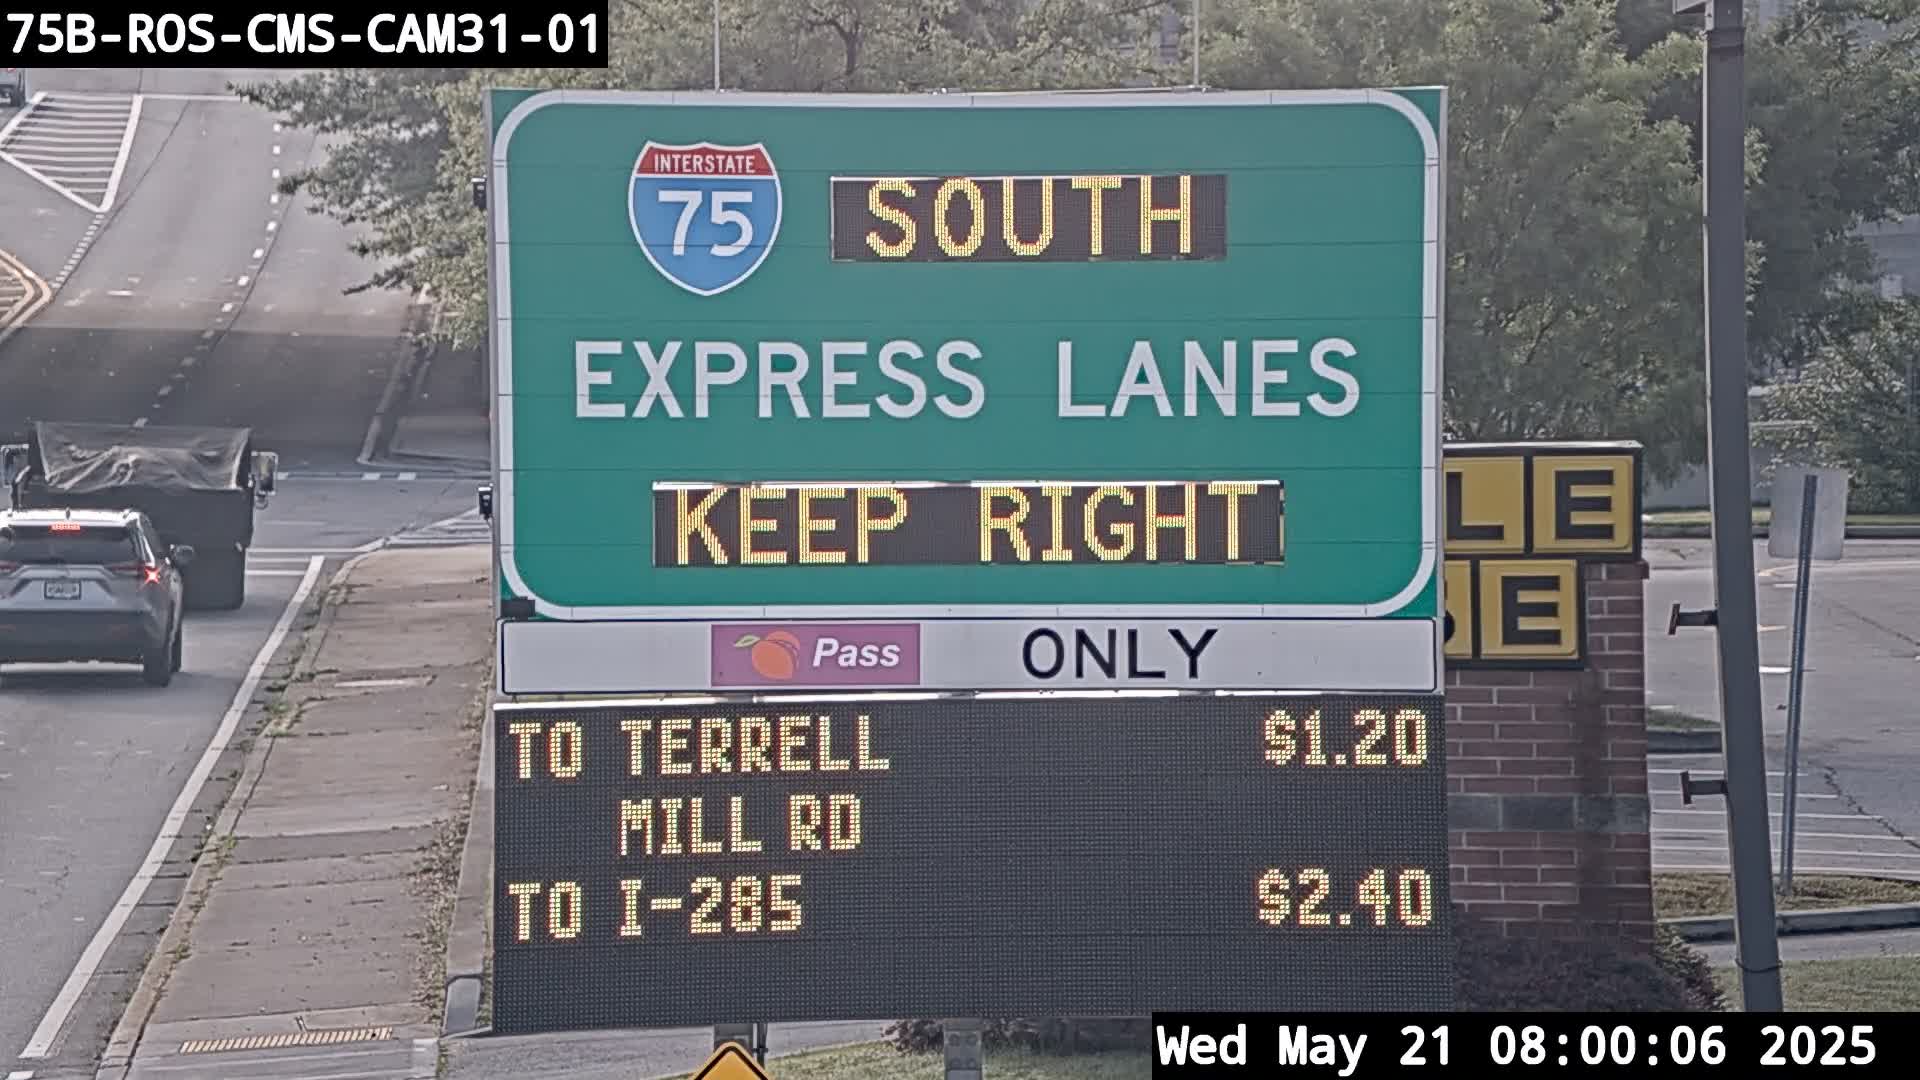 75B-ROS-CMS-CAM31-01
INTERSTATE
75
SOUTH
EXPRESS LANES
KEEP RIGHT
Pass ONLY
TO TERRELL $1.20
MILL RD
TO I-285 $2.40
LE
E
Wed May 21 08:00:06 2025